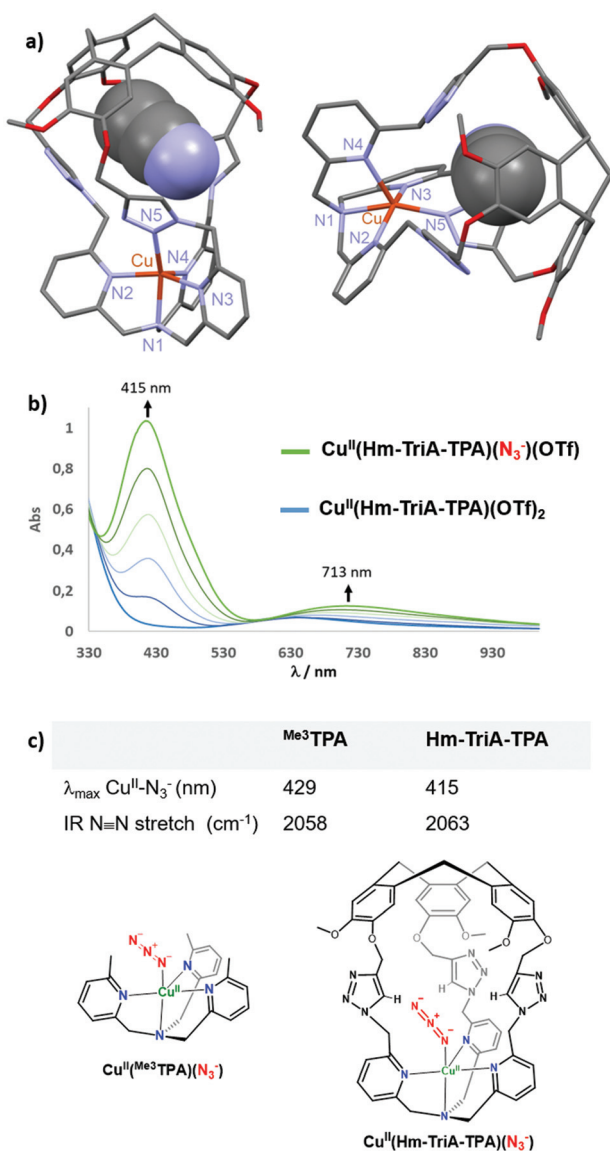 a)
N5
Cu
N4
N2
N3
N1
N4
N3
N1
Cu
N5
N2
b)
415 nm
1
0,8
0,6
0,4
0,2
0
Abs
Cu^II(Hm-TriA-TPA)(N3^-)(OTf)
Cu^II(Hm-TriA-TPA)(OTf)2
713 nm
330 430 530 630 730 830 930
λ / nm
c)
Me3TPA Hm-TriA-TPA
λmax Cu^II-N3^- (nm) 429 415
IR N≡N stretch (cm-1) 2058 2063
N N N
Cu^II
N N N
N
Cu^II(Me3TPA)(N3^-)
O O O
O O O
N N N
N N N
N N N
H H
N N N
Cu^II
N N N
N
Cu^II(Hm-TriA-TPA)(N3^-)